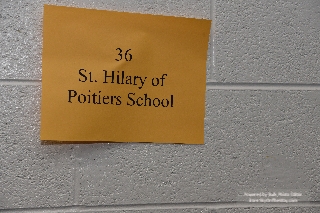 36
St. Hilary of
Poitiers School